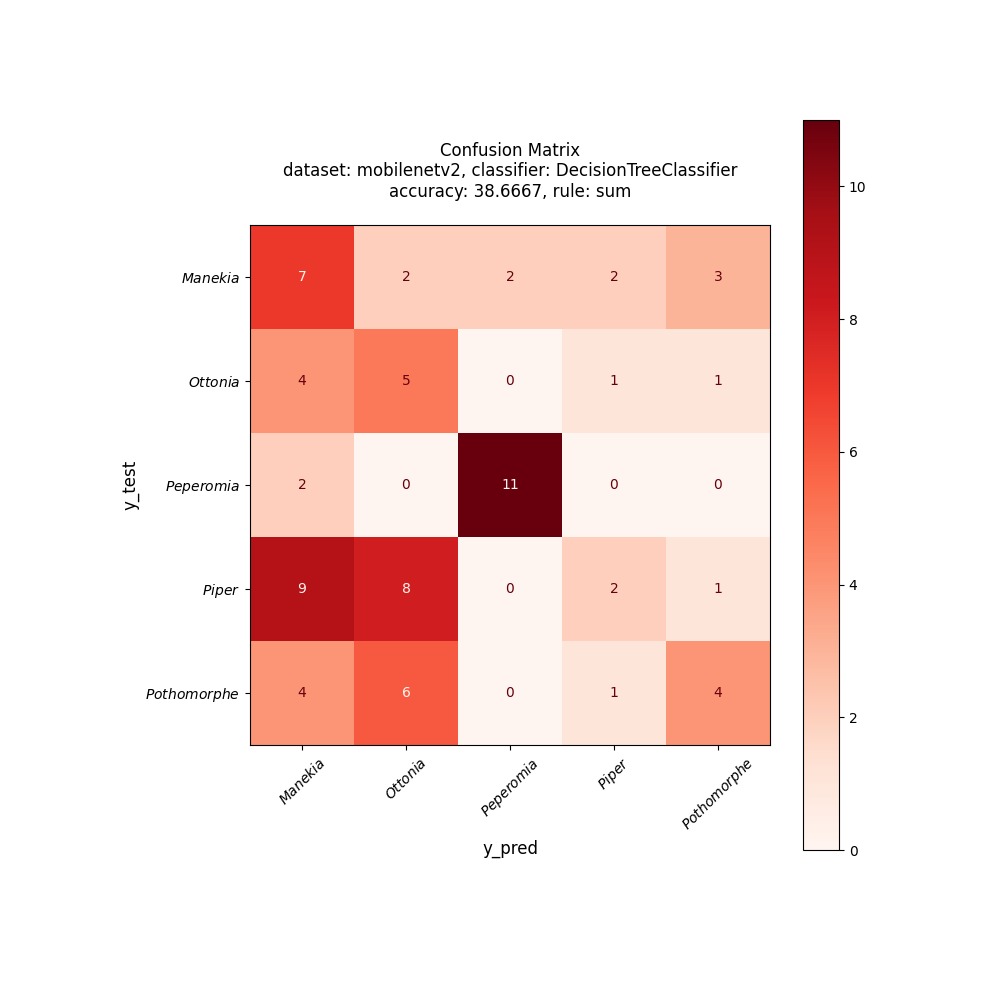 Confusion Matrix
dataset: mobilenetv2, classifier: DecisionTreeClassifier
accuracy: 38.6667, rule: sum
y_test
Manekia 7 2 2 2 3
Ottonia 4 5 0 1 1
Peperomia 2 0 11 0 0
Piper 9 8 0 2 1
Pothomorphe 4 6 0 1 4
Manekia Ottonia Peperomia Piper Pothomorphe
y_pred
10
8
6
4
2
0